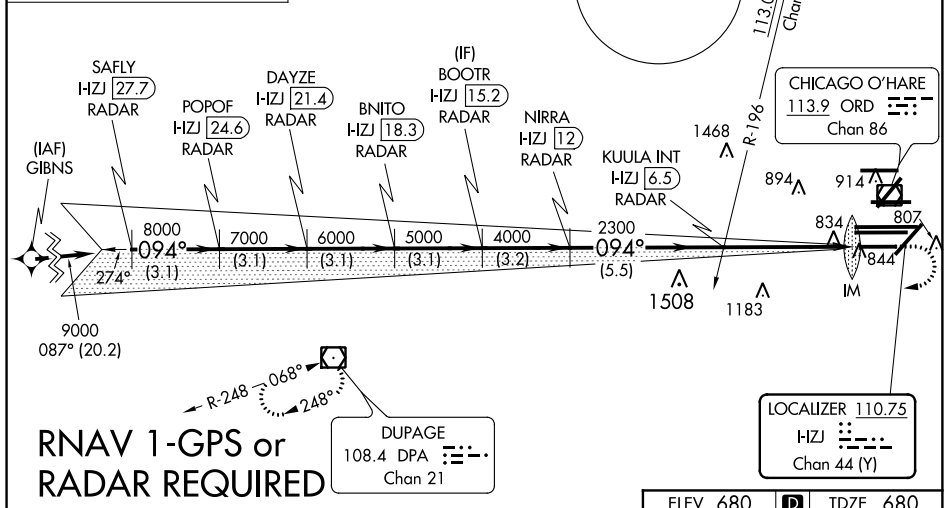 113.0
Chan
SAFLY
I-IZJ 27.7
RADAR
POPOF
I-IZJ 24.6
RADAR
DAYZE
I-IZJ 21.4
RADAR
BNITO
I-IZJ 18.3
RADAR
(IF)
BOOTR
I-IZJ 15.2
RADAR
NIRRA
I-IZJ 12
RADAR
KUULA INT
I-IZJ 6.5
RADAR
R-196
CHICAGO O'HARE
113.9 ORD
Chan 86
1468
894
914
834
807
844
IM
(IAF)
GIBNS
8000
094°
(3.1)
274°
7000
(3.1)
6000
(3.1)
5000
(3.1)
4000
(3.2)
2300
094°
(5.5)
1508
1183
9000
087° (20.2)
R-248
068°
248°
DUPAGE
108.4 DPA
Chan 21
LOCALIZER 110.75
I-IZJ
Chan 44 (Y)
RNAV 1-GPS or
RADAR REQUIRED
ELEV 680 D TDZE 680